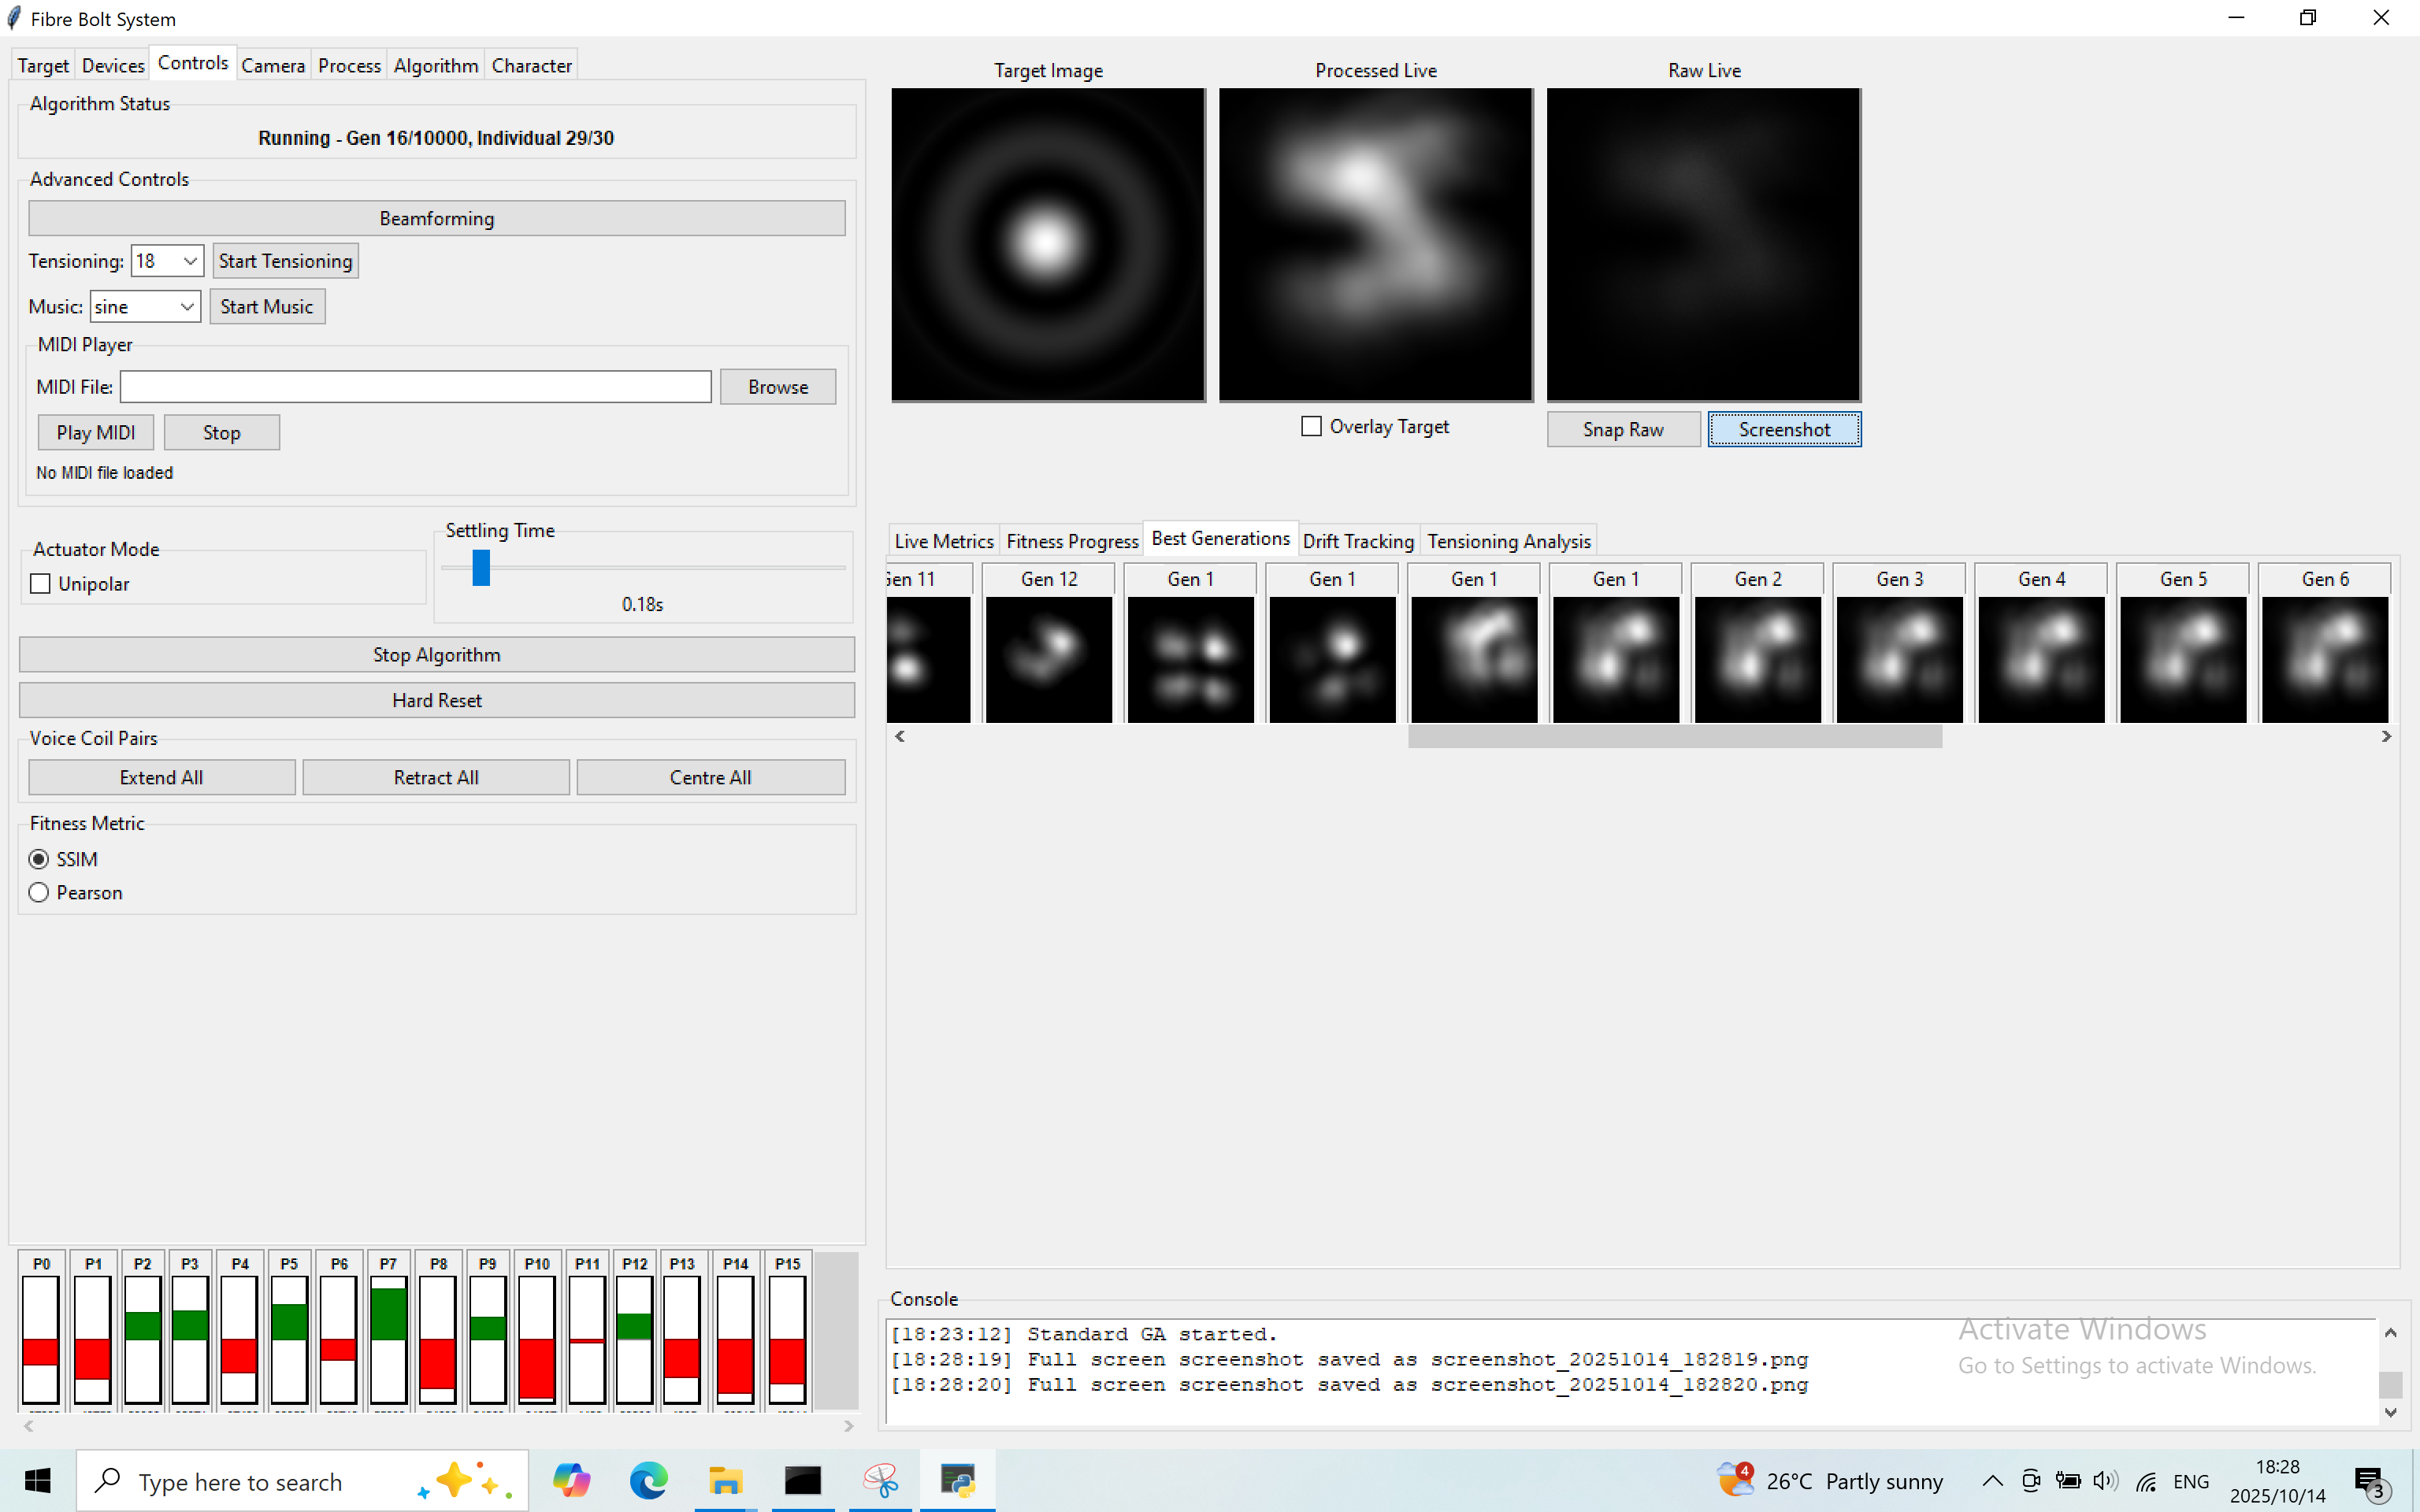 Fibre Bolt System
Target Devices Controls Camera Process Algorithm Character
Algorithm Status
Running - Gen 16/10000, Individual 29/30
Advanced Controls
Beamforming
Tensioning: 18 Start Tensioning
Music: sine Start Music
MIDI Player
MIDI File: Browse
Play MIDI Stop
No MIDI file loaded
Actuator Mode
Unipolar
Settling Time
0.18s
Stop Algorithm
Hard Reset
Voice Coil Pairs
Extend All Retract All Centre All
Fitness Metric
SSIM
Pearson
P0 P1 P2 P3 P4 P5 P6 P7 P8 P9 P10 P11 P12 P13 P14 P15
Target Image Processed Live Raw Live
Overlay Target Snap Raw Screenshot
Live Metrics Fitness Progress Best Generations Drift Tracking Tensioning Analysis
Gen 11 Gen 12 Gen 1 Gen 1 Gen 1 Gen 1 Gen 2 Gen 3 Gen 4 Gen 5 Gen 6
Console
[18:23:12] Standard GA started.
[18:28:19] Full screen screenshot saved as screenshot_20251014_182819.png
[18:28:20] Full screen screenshot saved as screenshot_20251014_182820.png
Activate Windows
Go to Settings to activate Windows.
Type here to search
4
26°C Partly sunny
ENG
18:28
2025/10/14
3